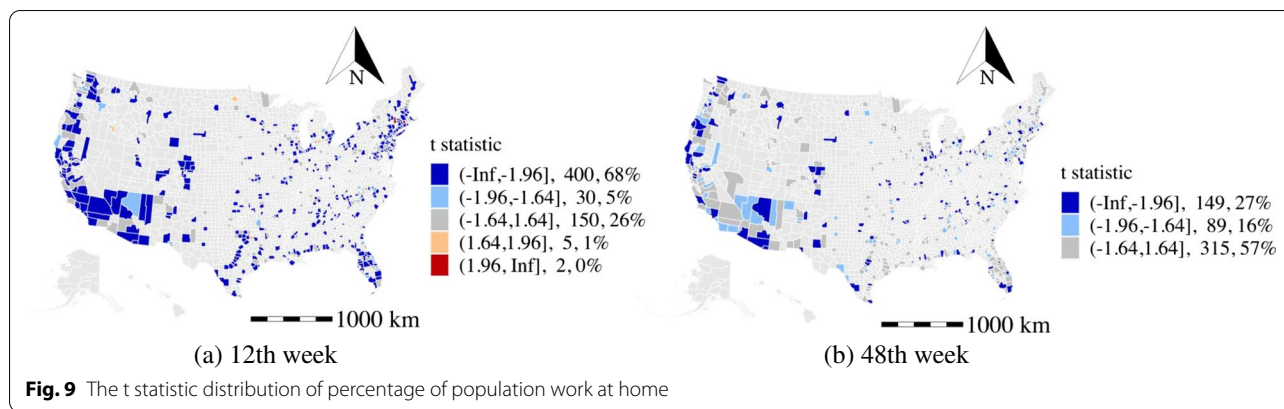 N
t statistic
(-Inf,-1.96], 400, 68%
(-1.96,-1.64], 30, 5%
(-1.64,1.64], 150, 26%
(1.64,1.96], 5, 1%
(1.96, Inf], 2, 0%
1000 km
(a) 12th week
N
t statistic
(-Inf,-1.96], 149, 27%
(-1.96,-1.64], 89, 16%
(-1.64,1.64], 315, 57%
1000 km
(b) 48th week
Fig. 9 The t statistic distribution of percentage of population work at home